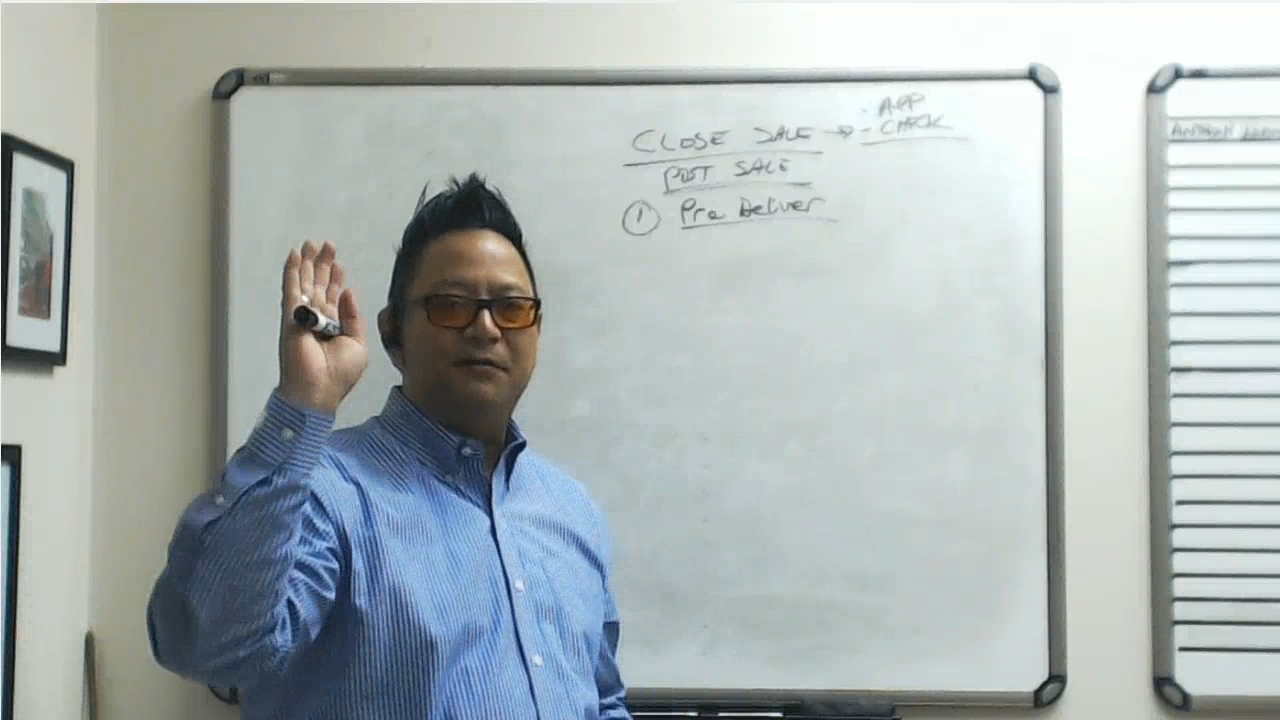 - APP
CLOSE SALE → - CHECK
POST SALE
① Pre Deliver